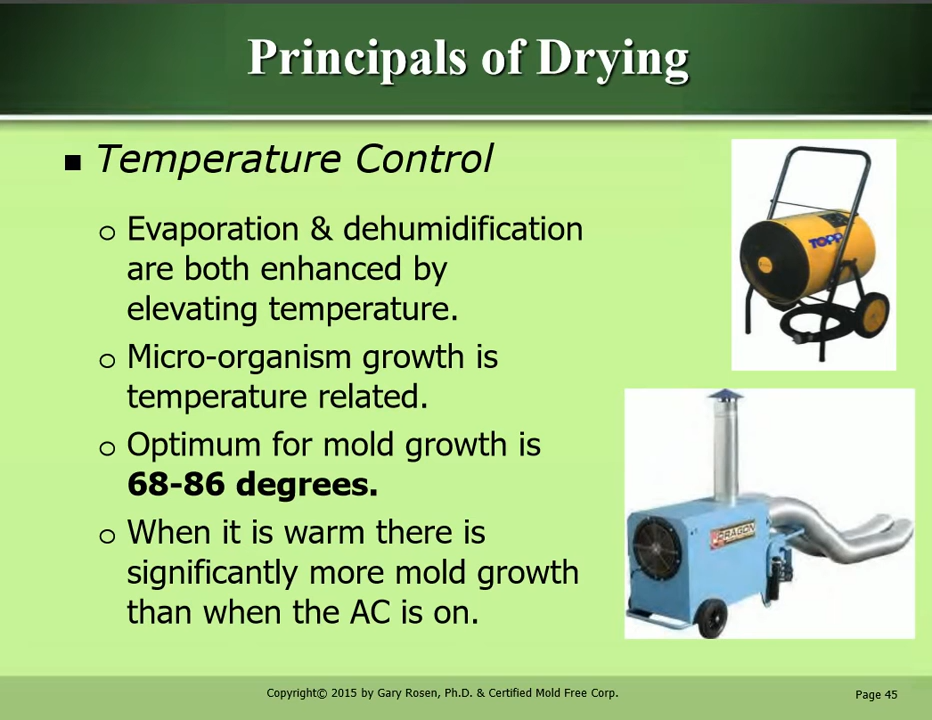 Principals of Drying
Temperature Control
Evaporation & dehumidification
are both enhanced by
elevating temperature.
TOPP
Micro-organism growth is
temperature related.
Optimum for mold growth is
68-86 degrees.
When it is warm there is
significantly more mold growth
than when the AC is on.
DRAGON
Copyright© 2015 by Gary Rosen, Ph.D. & Certified Mold Free Corp.
Page 45